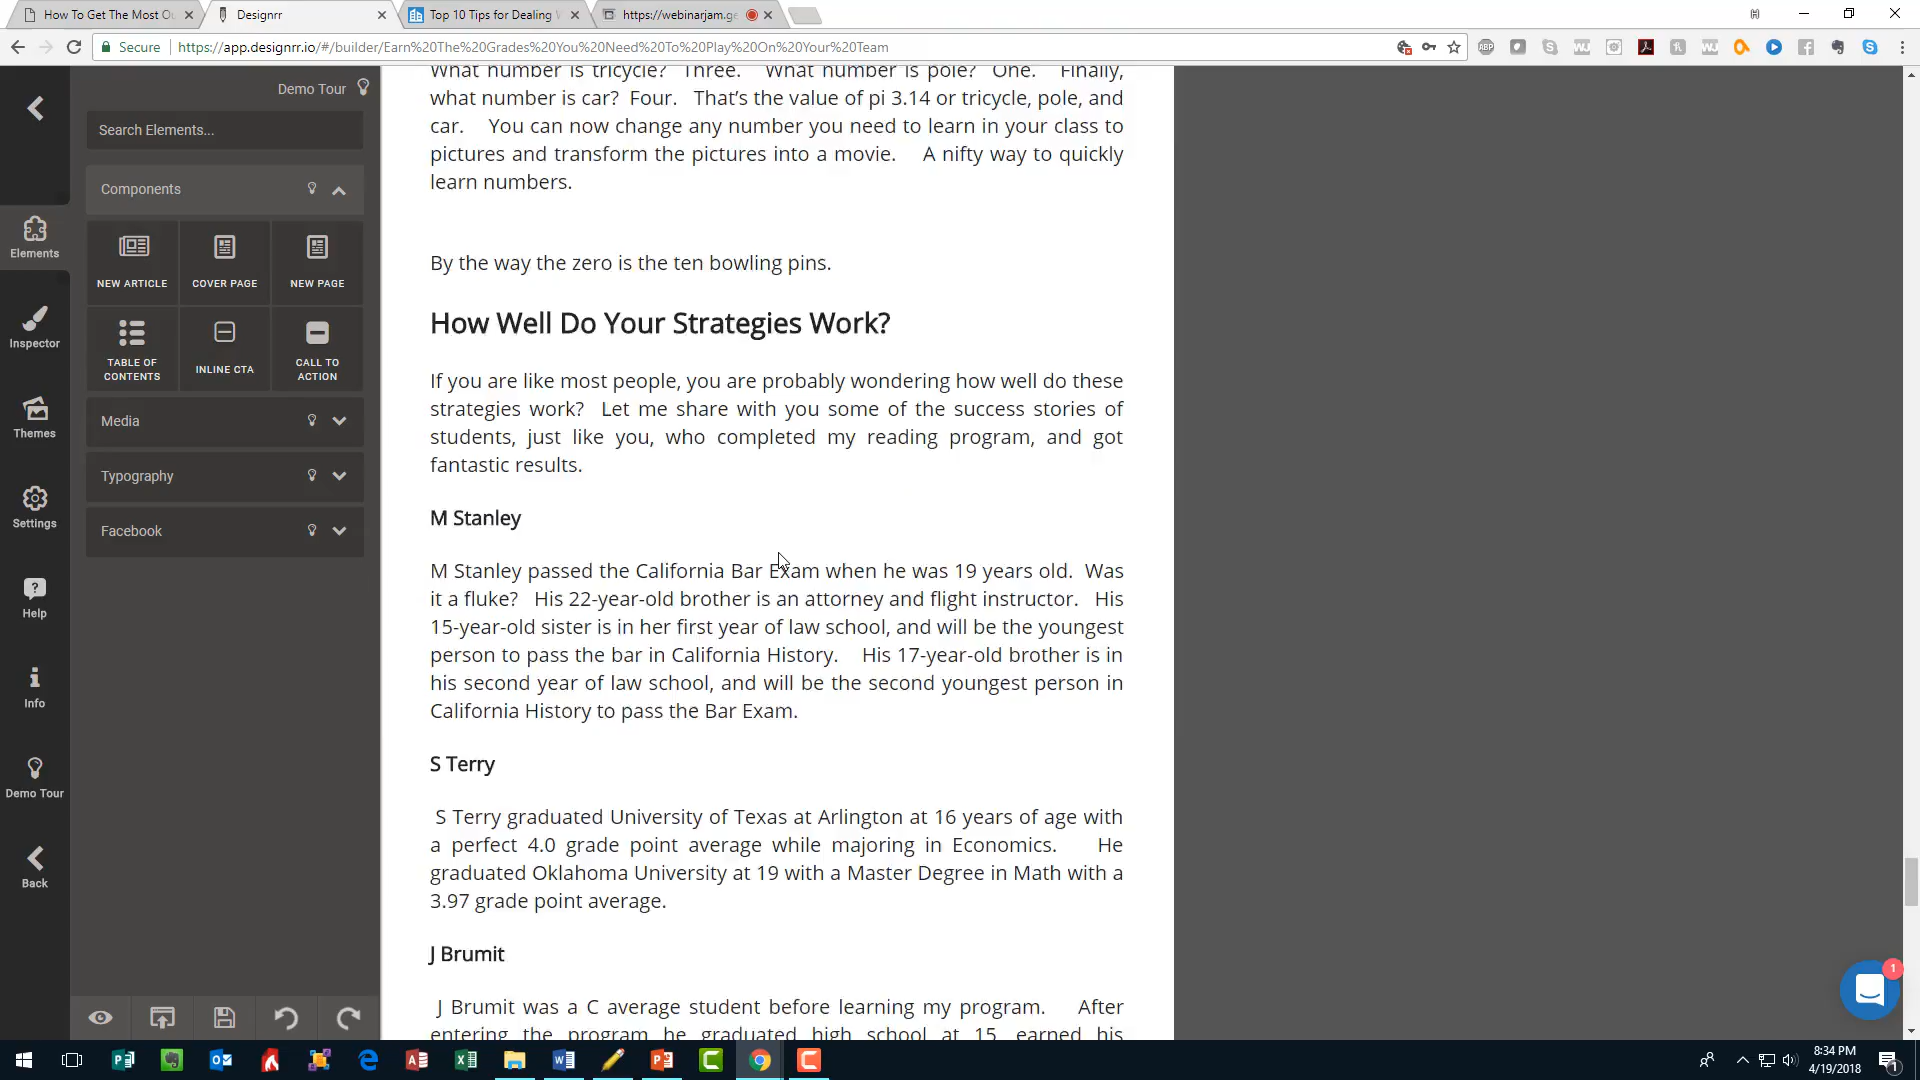 How To Get The Most Ou
Designrr
Top 10 Tips for Dealing W
https://webinarjam.ge
Secure
https://app.designrr.io/#/builder/Earn%20The%20Grades%20You%20Need%20To%20Play%20On%20Your%20Team
Demo Tour
Search Elements...
Components
NEW ARTICLE
COVER PAGE
NEW PAGE
TABLE OF CONTENTS
INLINE CTA
CALL TO ACTION
Media
Typography
Facebook
Elements
Inspector
Themes
Settings
Help
Info
Demo Tour
Back
What number is tricycle? Three. What number is pole? One. Finally,
what number is car? Four. That's the value of pi 3.14 or tricycle, pole, and
car. You can now change any number you need to learn in your class to
pictures and transform the pictures into a movie. A nifty way to quickly
learn numbers.
By the way the zero is the ten bowling pins.
How Well Do Your Strategies Work?
If you are like most people, you are probably wondering how well do these
strategies work? Let me share with you some of the success stories of
students, just like you, who completed my reading program, and got
fantastic results.
M Stanley
M Stanley passed the California Bar Exam when he was 19 years old. Was
it a fluke? His 22-year-old brother is an attorney and flight instructor. His
15-year-old sister is in her first year of law school, and will be the youngest
person to pass the bar in California History. His 17-year-old brother is in
his second year of law school, and will be the second youngest person in
California History to pass the Bar Exam.
S Terry
S Terry graduated University of Texas at Arlington at 16 years of age with
a perfect 4.0 grade point average while majoring in Economics. He
graduated Oklahoma University at 19 with a Master Degree in Math with a
3.97 grade point average.
J Brumit
J Brumit was a C average student before learning my program. After
entering the program he graduated high school at 15, earned his
1
8:34 PM
4/19/2018